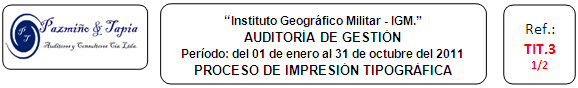 Pazmiño & Tapia
Auditores y Consultores Cía Ltda.
PT
"Instituto Geográfico Militar - IGM."
AUDITORÍA DE GESTIÓN
Período: del 01 de enero al 31 de octubre del 2011
PROCESO DE IMPRESIÓN TIPOGRÁFICA
Ref.:
TIT.3
1/2